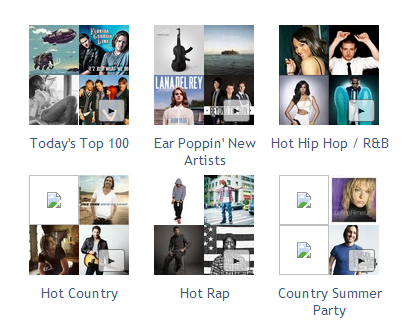 FLORIDA GEORGIA LINE
Today's Top 100
LANA DEL REY
Ear Poppin' New
Artists
Hot Hip Hop / R&B
Hot Country
Hot Rap
Country Summer
Party